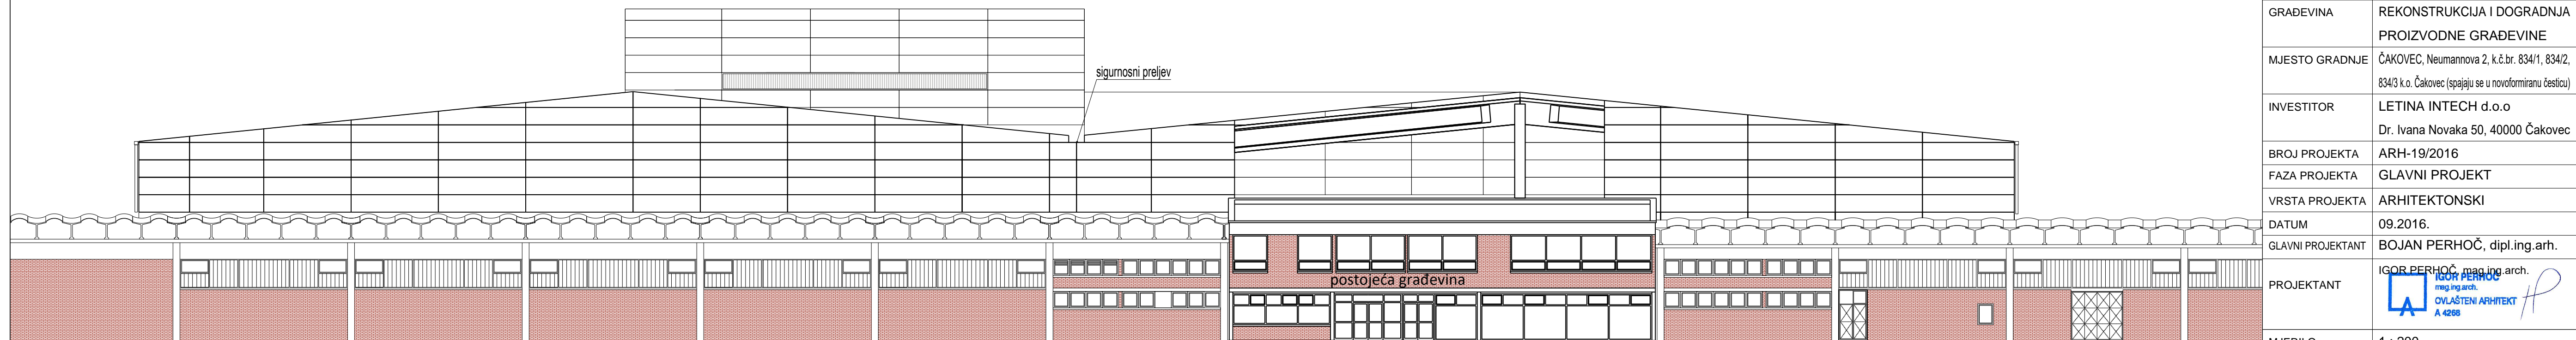 sigurnosni preljev
postojeća građevina
GRAĐEVINA
REKONSTRUKCIJA I DOGRADNJA
PROIZVODNE GRAĐEVINE
MJESTO GRADNJE
ČAKOVEC, Neumannova 2, k.č.br. 834/1, 834/2,
834/3 k.o. Čakovec (spajaju se u novoformiranu česticu)
INVESTITOR
LETINA INTECH d.o.o
Dr. Ivana Novaka 50, 40000 Čakovec
BROJ PROJEKTA
ARH-19/2016
FAZA PROJEKTA
GLAVNI PROJEKT
VRSTA PROJEKTA
ARHITEKTONSKI
DATUM
09.2016.
GLAVNI PROJEKTANT
BOJAN PERHOČ, dipl.ing.arh.
PROJEKTANT
IGOR PERHOČ, mag.ing.arch.
IGOR PERHOČ
mag.ing.arch.
OVLAŠTENI ARHITEKT
A 4268